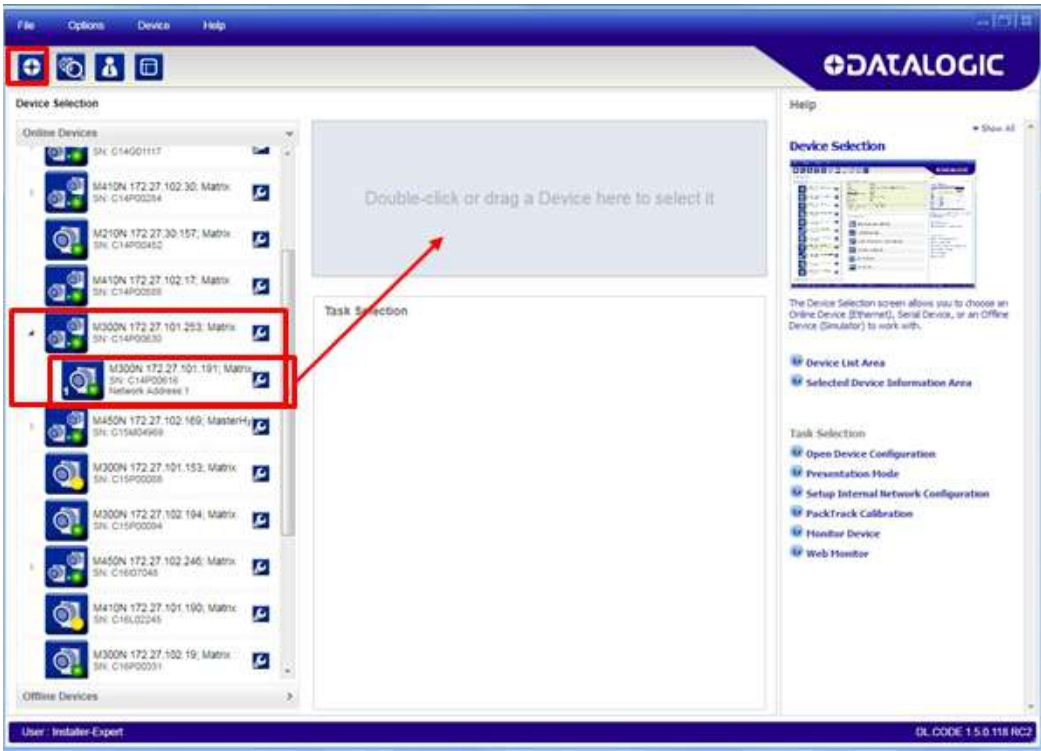 File Options Device Help
DATALOGIC
Device Selection
Online Devices
SN: C14G01117
M410N 172.27.102.30; Matrix
SN: C14P00284
M210N 172.27.30.157; Matrix
SN: C14P00452
M410N 172.27.102.17; Matrix
SN: C14P00588
M300N 172.27.101.253; Matrix
SN: C14P00630
M300N 172.27.101.191; Matrix
SN: C14P00616
Network Address:1
1
M450N 172.27.102.169; MasterHy
SN: C15M04969
M300N 172.27.101.153; Matrix
SN: C15P00088
M300N 172.27.102.194; Matrix
SN: C15P00094
M450N 172.27.102.246; Matrix
SN: C16G7048
M410N 172.27.101.190; Matrix
SN: C16L02245
M300N 172.27.102.19; Matrix
SN: C16P00331
Offline Devices
Double-click or drag a Device here to select it
Task Selection
Help
Show All
Device Selection
The Device Selection screen allows you to choose an
Online Device (Ethernet), Serial Device, or an Offline
Device (Simulator) to work with.
Device List Area
Selected Device Information Area
Task Selection
Open Device Configuration
Presentation Mode
Setup Internal Network Configuration
PackTrack Calibration
Monitor Device
Web Monitor
User : Installer-Expert
DL.CODE 1.5.0.118 RC2